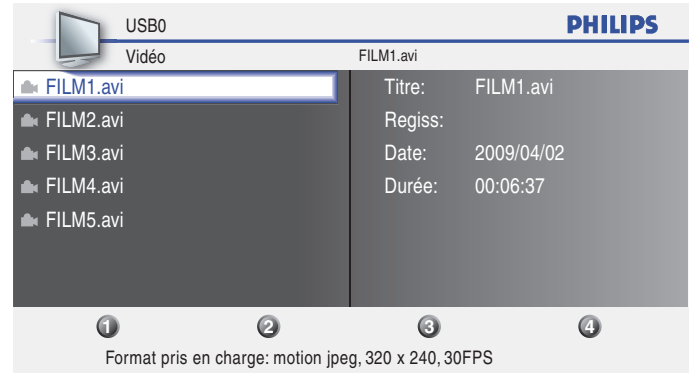 USB0
PHILIPS
Vidéo
FILM1.avi
FILM1.avi
FILM2.avi
FILM3.avi
FILM4.avi
FILM5.avi
Titre: FILM1.avi
Regiss:
Date: 2009/04/02
Durée: 00:06:37
1 2 3 4
Format pris en charge: motion jpeg, 320 x 240, 30FPS